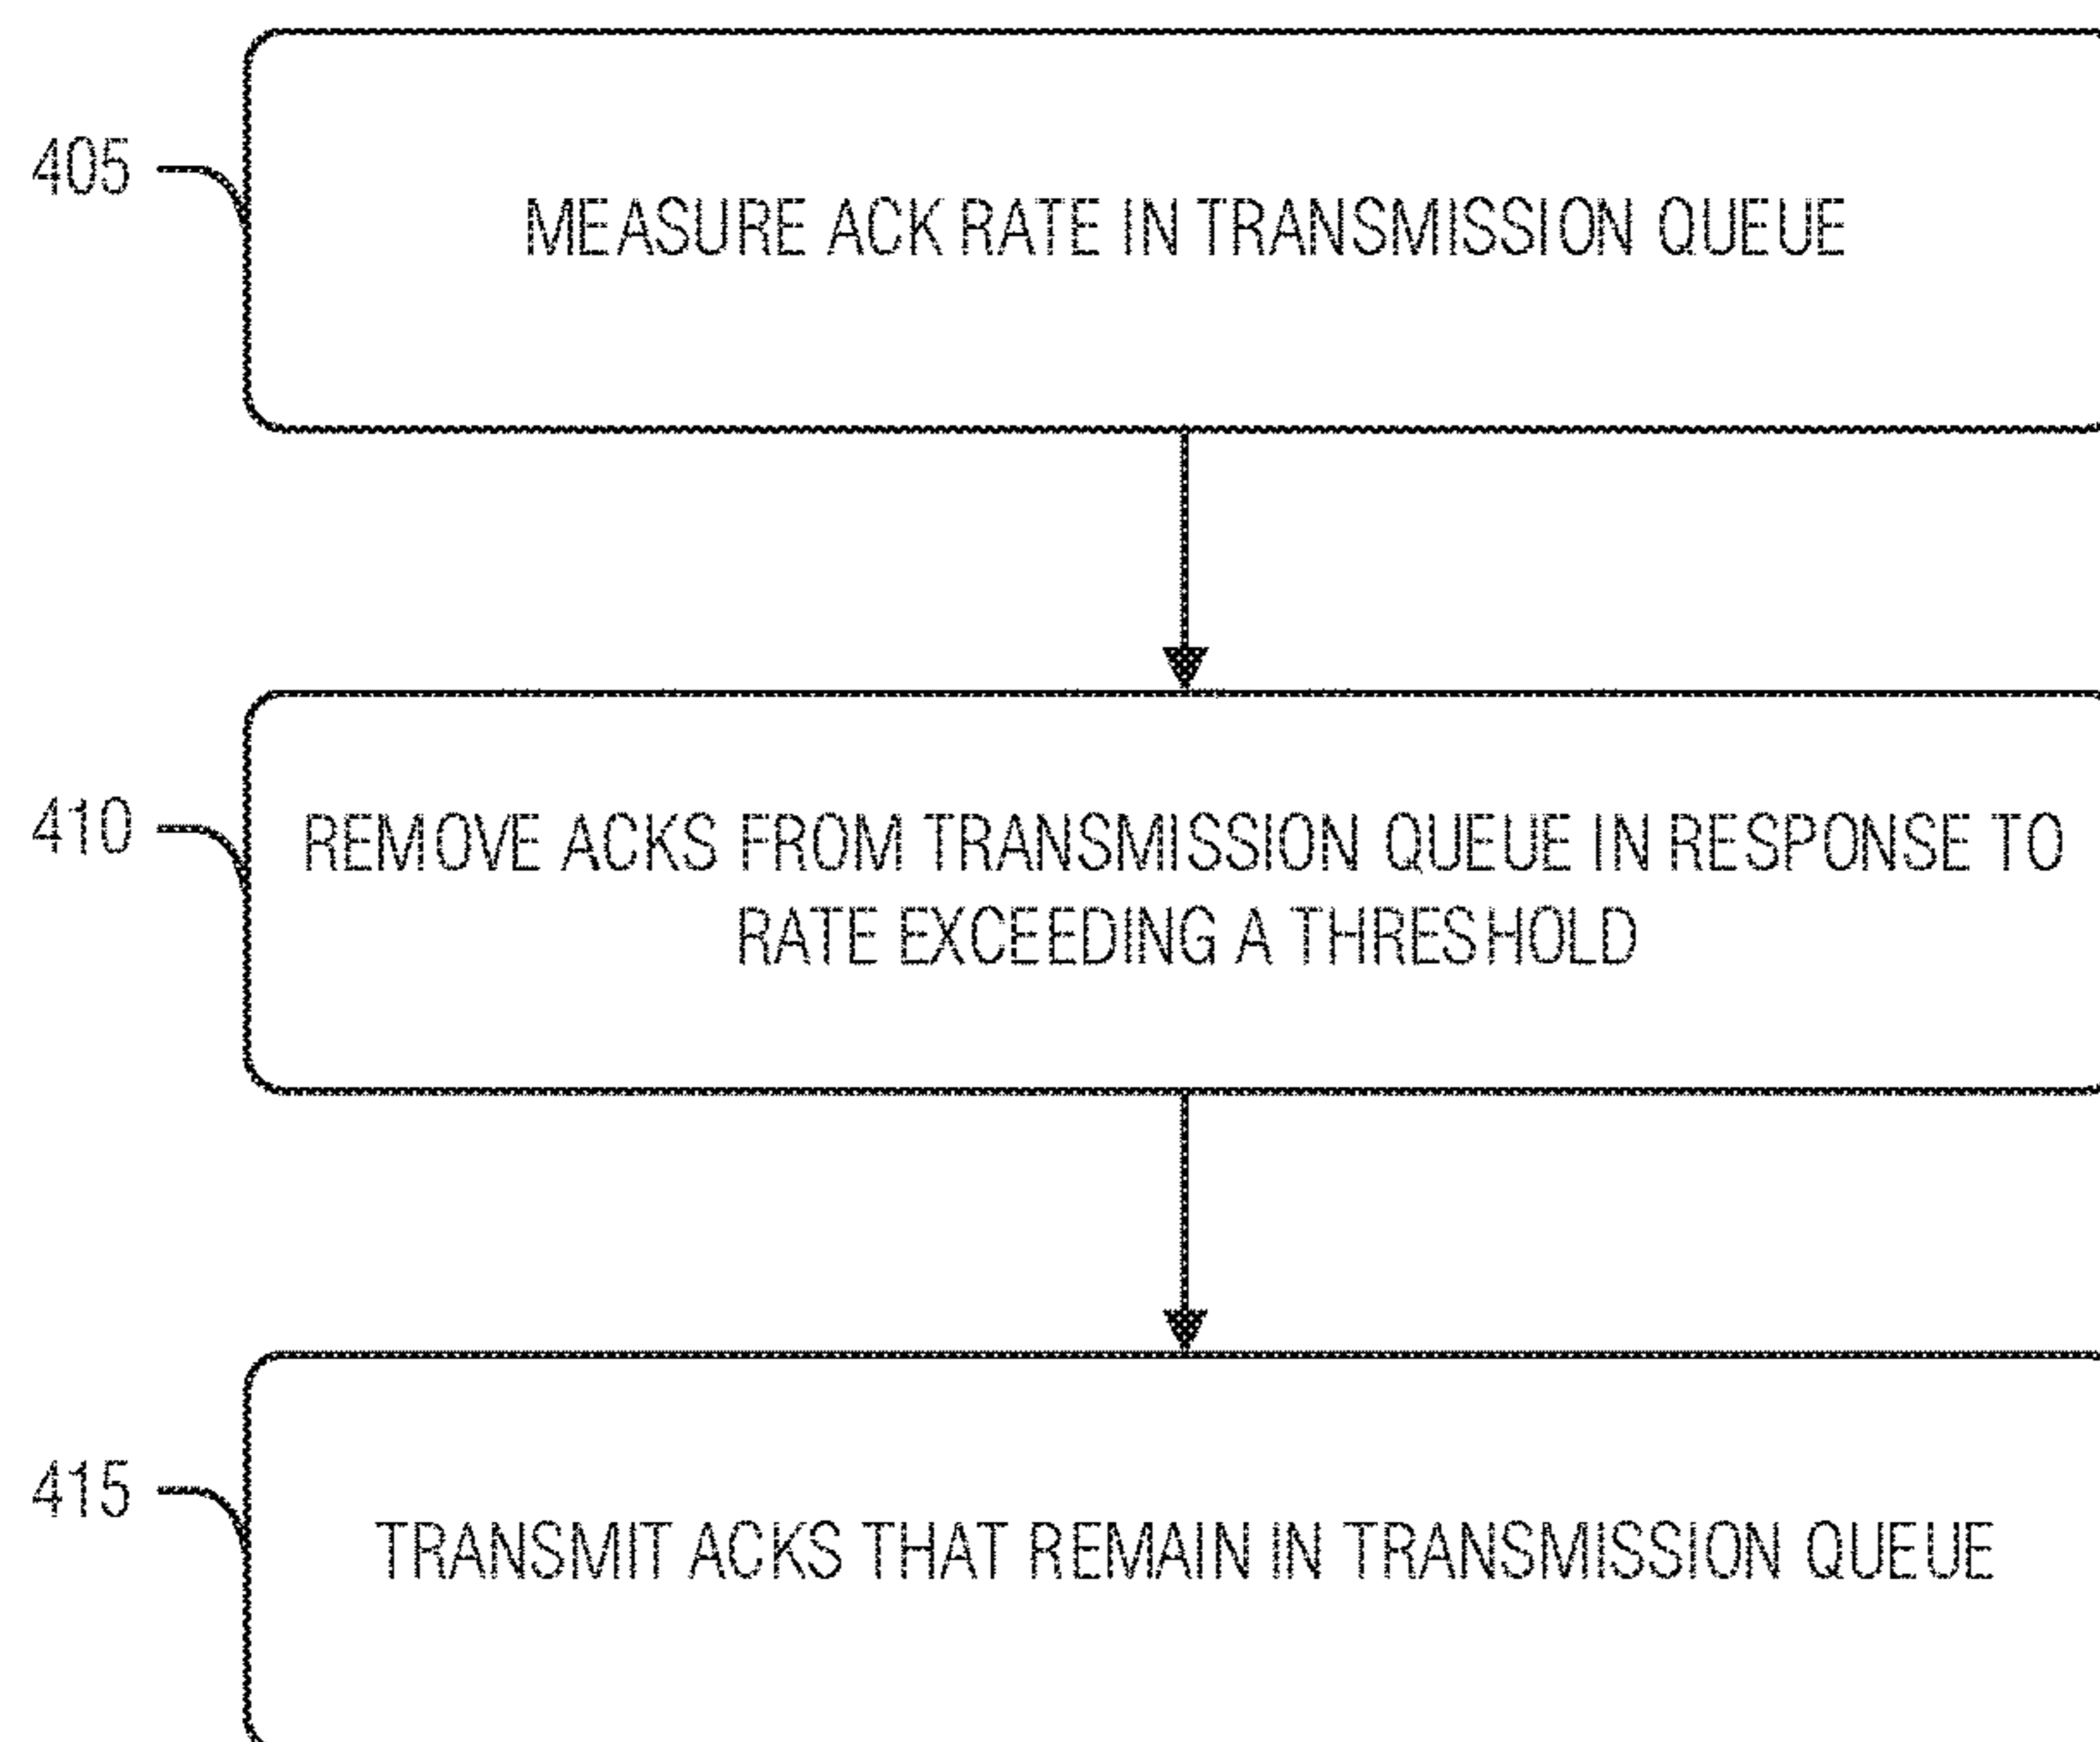 405
MEASURE ACK RATE IN TRANSMISSION QUEUE
410
REMOVE ACKS FROM TRANSMISSION QUEUE IN RESPONSE TO
RATE EXCEEDING A THRESHOLD
415
TRANSMIT ACKS THAT REMAIN IN TRANSMISSION QUEUE